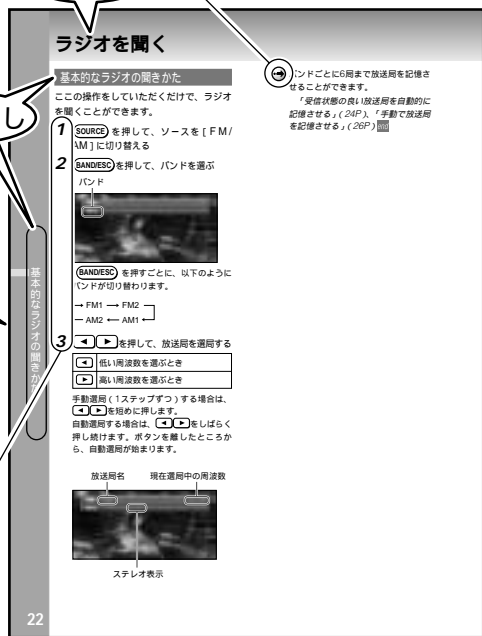 ラジオを聞く
基本的なラジオの聞きかた
ここの操作をしていただくだけで、ラジオ
を聞くことができます。
1 SOURCE を押して、ソースを[FM/
AM]に切り替える
2 BAND/ESC を押して、バンドを選ぶ
バンド
BAND/ESC を押すごとに、以下のように
バンドが切り替わります。
→ FM1 → FM2
AM2 ← AM1 ←
3 ◀ ▶ を押して、放送局を選局する
◀ 低い周波数を選ぶとき
▶ 高い周波数を選ぶとき
手動選局(1ステップずつ)する場合は、
◀ ▶ を短めに押します。
自動選局する場合は、◀ ▶ をしばらく
押し続けます。ボタンを離したところか
ら、自動選局が始まります。
放送局名 現在選局中の周波数
ステレオ表示
バンドごとに6局まで放送局を記憶さ
せることができます。
「受信状態の良い放送局を自動的に
記憶させる」(24P)、「手動で放送局
を記憶させる」(26P) end
し
基本的なラジオの聞きかた
22